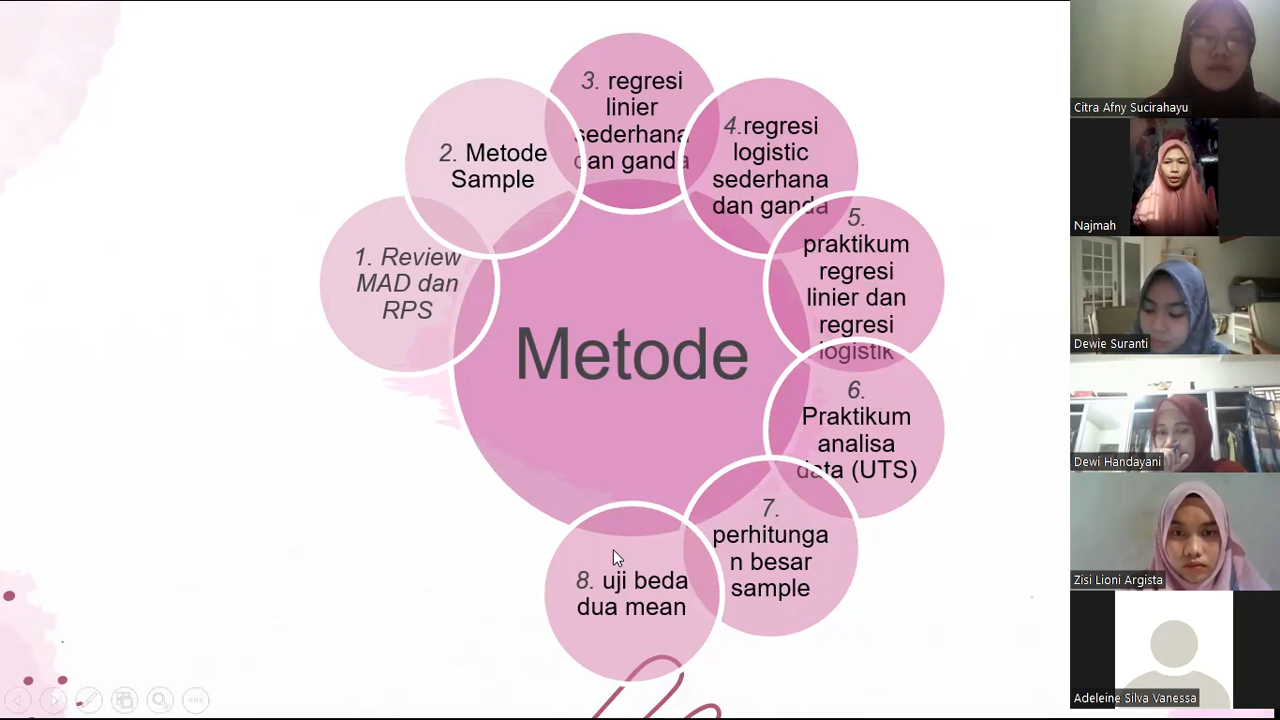 3. regresi
linier
sederhana
dan ganda
4.regresi
logistic
sederhana
dan ganda
2. Metode
Sample
5.
praktikum
regresi
linier dan
regresi
logistik
1. Review
MAD dan
RPS
Metode
6.
Praktikum
analisa
data (UTS)
7.
perhitunga
n besar
sample
8. uji beda
dua mean
Citra Afny Sucirahayu
Najmah
Dewie Suranti
Dewi Handayani
Zisi Lioni Argista
Adeleine Silva Vanessa